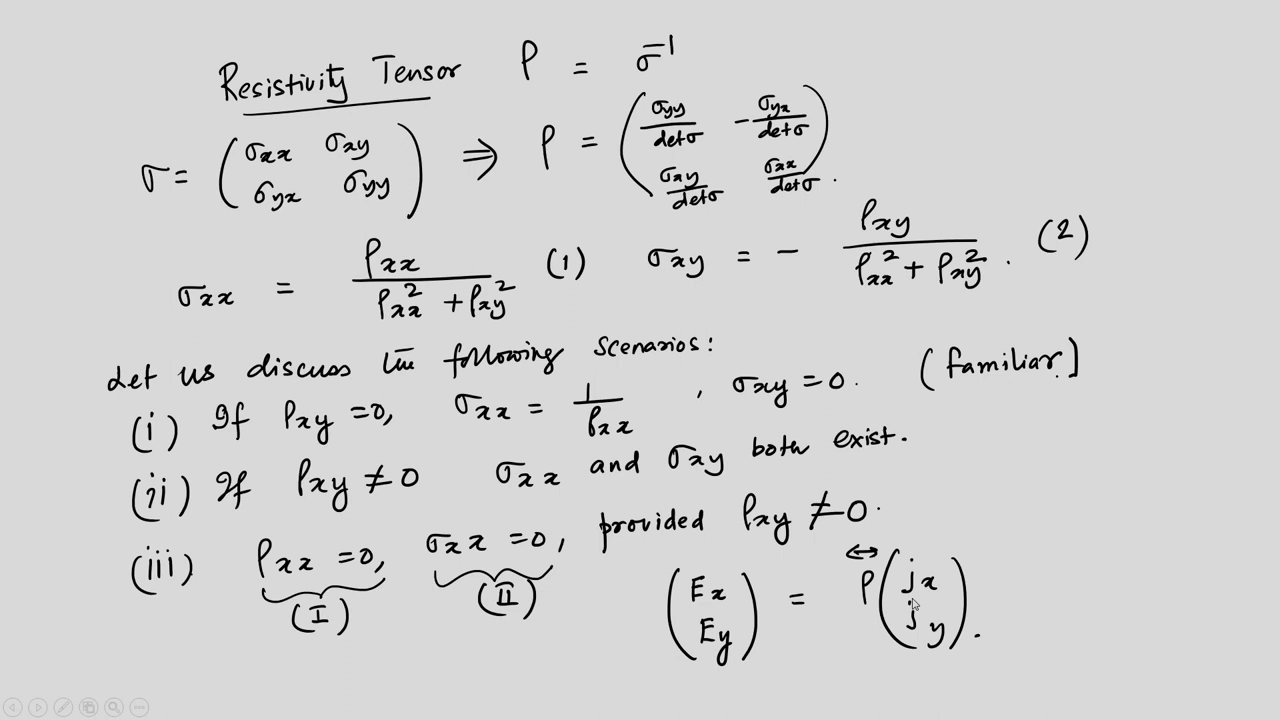 Resistivity Tensor ρ = σ⁻¹
σ = ( σxx σxy ; σyx σyy ) ⇒ ρ = ( σyy/detσ -σyx/detσ ; σxy/detσ σxx/detσ ).
σxx = ρxx / (ρxx² + ρxy²) (1) σxy = - ρxy / (ρxx² + ρxy²). (2)
Let us discuss the following scenarios:
(i) If ρxy = 0, σxx = 1/ρxx , σxy = 0. (familiar]
(ii) If ρxy ≠ 0 σxx and σxy both exist.
(iii) ρxx = 0, σxx = 0, provided ρxy ≠ 0.
(I) (II)
( Ex ; Ey ) = ρ↔ ( jx ; jy ).